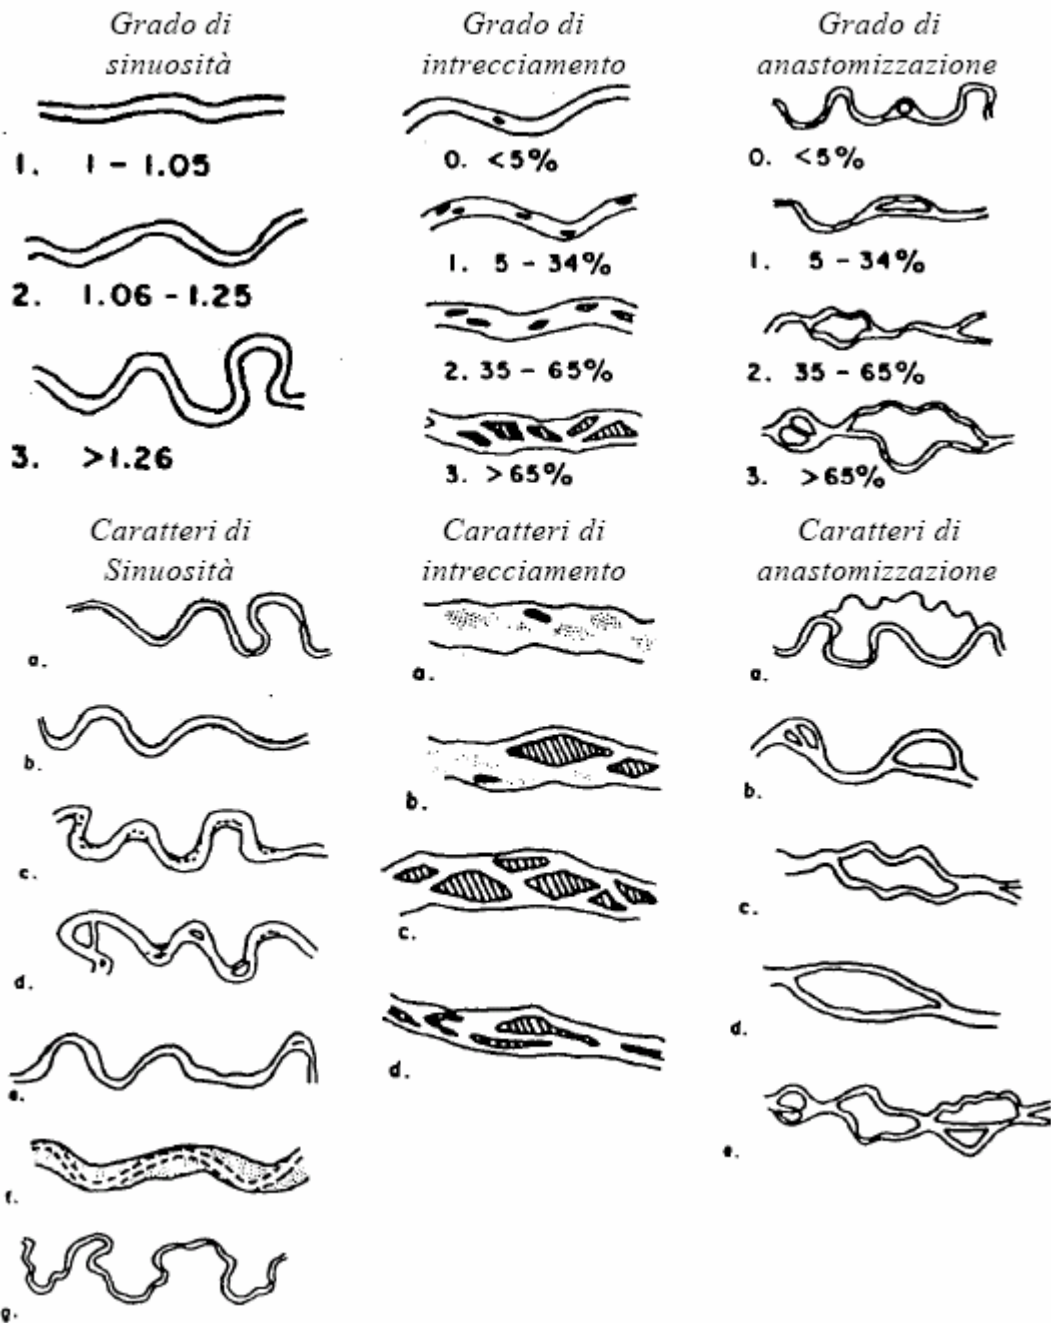 Grado di
sinuosità
1. 1 - 1.05
2. 1.06 - 1.25
3. >1.26
Grado di
intrecciamento
0. <5%
1. 5 - 34%
2. 35 - 65%
3. >65%
Grado di
anastomizzazione
0. <5%
1. 5 - 34%
2. 35 - 65%
3. >65%
Caratteri di
Sinuosità
a.
b.
c.
d.
e.
f.
g.
Caratteri di
intrecciamento
a.
b.
c.
d.
Caratteri di
anastomizzazione
a.
b.
c.
d.
e.